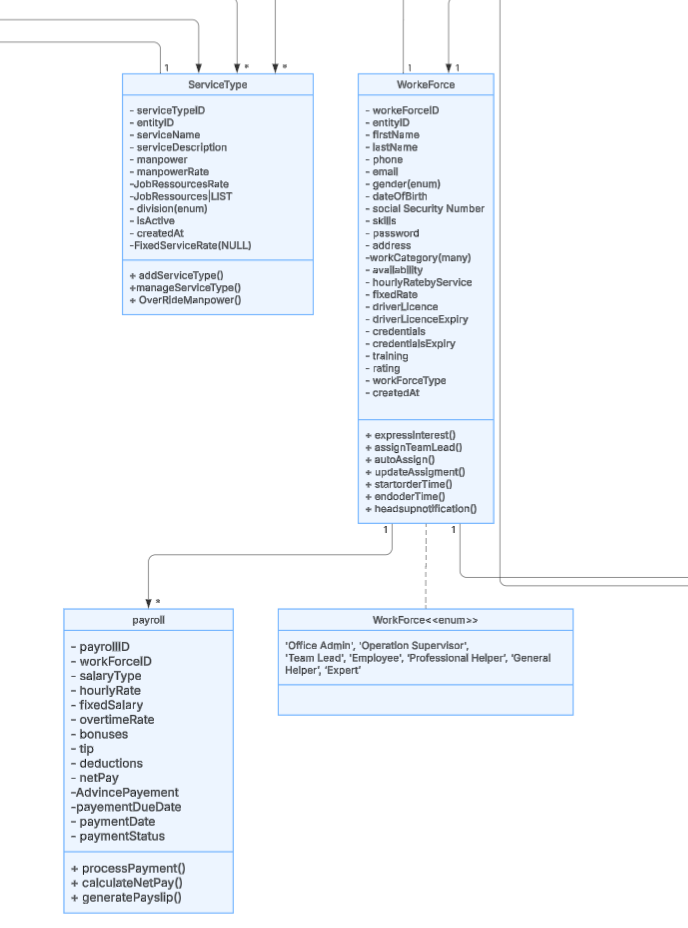 1
*
*
1
1
ServiceType
- serviceTypeID
- entityID
- serviceName
- serviceDescription
- manpower
- manpowerRate
-JobRessourcesRate
-JobRessources|LIST
- division(enum)
- isActive
- createdAt
-FixedServiceRate(NULL)
+ addServiceType()
+manageServiceType()
+ OverRideManpower()
WorkeForce
- workeForceID
- entityID
- firstName
- lastName
- phone
- email
- gender(enum)
- dateOfBirth
- social Security Number
- skills
- password
- address
-workCategory(many)
- availability
- hourlyRatebyService
- fixedRate
- driverLicence
- driverLicenceExpiry
- credentials
- credentialsExpiry
- training
- rating
- workForceType
- createdAt
+ expressInterest()
+ assignTeamLead()
+ autoAssign()
+ updateAssigment()
+ startorderTime()
+ endoderTime()
+ headsupnotification()
1
1
*
payroll
- payrollID
- workForceID
- salaryType
- hourlyRate
- fixedSalary
- overtimeRate
- bonuses
- tip
- deductions
- netPay
-AdvincePayement
-payementDueDate
- paymentDate
- paymentStatus
+ processPayment()
+ calculateNetPay()
+ generatePayslip()
WorkForce<<enum>>
'Office Admin', 'Operation Supervisor',
'Team Lead', 'Employee', 'Professional Helper', 'General
Helper', 'Expert'